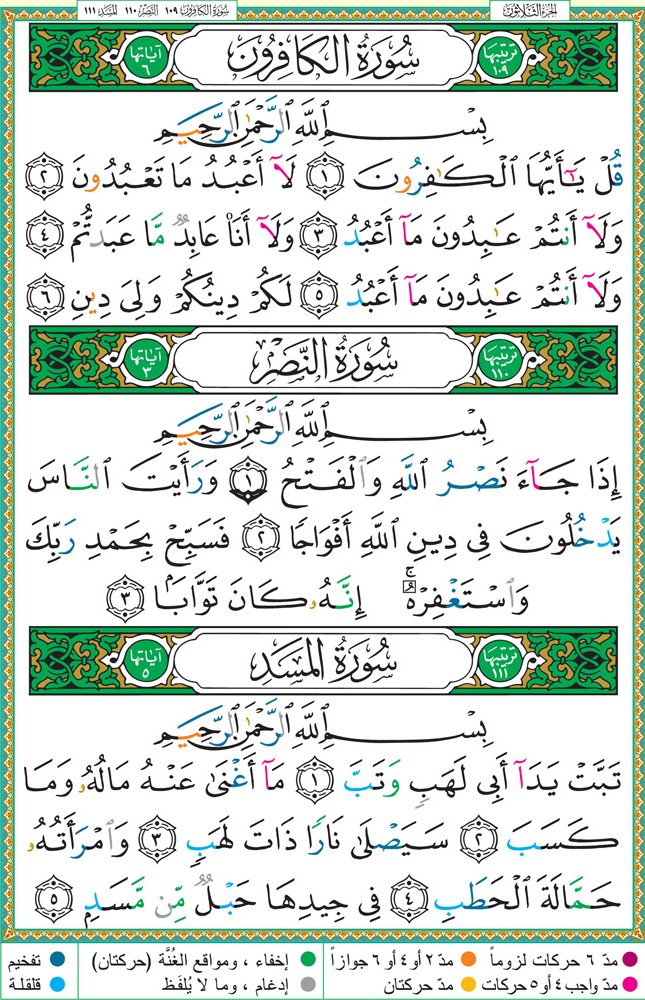 الجزء الثلاثون سورة الكافرون ١٠٩ النصر ١١٠ المسد ١١١
ترتيبها ١٠٩ سُورَةُ الكَافِرُونَ آياتها ٦
بِسْمِ ٱللَّهِ ٱلرَّحْمَٰنِ ٱلرَّحِيمِ
قُلْ يَـٰٓأَيُّهَا ٱلْكَـٰفِرُونَ ١ لَآ أَعْبُدُ مَا تَعْبُدُونَ ٢
وَلَآ أَنتُمْ عَـٰبِدُونَ مَآ أَعْبُدُ ٣ وَلَآ أَنَا۠ عَابِدٌ مَّا عَبَدتُّمْ ٤
وَلَآ أَنتُمْ عَـٰبِدُونَ مَآ أَعْبُدُ ٥ لَكُمْ دِينُكُمْ وَلِىَ دِينِ ٦
ترتيبها ١١٠ سُورَةُ النَّصْرِ آياتها ٣
بِسْمِ ٱللَّهِ ٱلرَّحْمَٰنِ ٱلرَّحِيمِ
إِذَا جَآءَ نَصْرُ ٱللَّهِ وَٱلْفَتْحُ ١ وَرَأَيْتَ ٱلنَّاسَ
يَدْخُلُونَ فِى دِينِ ٱللَّهِ أَفْوَاجًا ٢ فَسَبِّحْ بِحَمْدِ رَبِّكَ
وَٱسْتَغْفِرْهُ ۚ إِنَّهُۥ كَانَ تَوَّابًۢا ٣
ترتيبها ١١١ سُورَةُ المَسَدِ آياتها ٥
بِسْمِ ٱللَّهِ ٱلرَّحْمَٰنِ ٱلرَّحِيمِ
تَبَّتْ يَدَآ أَبِى لَهَبٍ وَتَبَّ ١ مَآ أَغْنَىٰ عَنْهُ مَالُهُۥ وَمَا
كَسَبَ ٢ سَيَصْلَىٰ نَارًا ذَاتَ لَهَبٍ ٣ وَٱمْرَأَتُهُۥ
حَمَّالَةَ ٱلْحَطَبِ ٤ فِى جِيدِهَا حَبْلٌ مِّن مَّسَدٍۭ ٥
مدّ ٦ حركات لزوماً مدّ ٢ أو ٤ أو ٦ جوازاً إخفاء ، ومواقع الغُنَّة (حركتان) تفخيم
مدّ واجب ٤ أو ٥ حركات مدّ حركتان إدغام ، وما لا يُلفَظ قلقلة